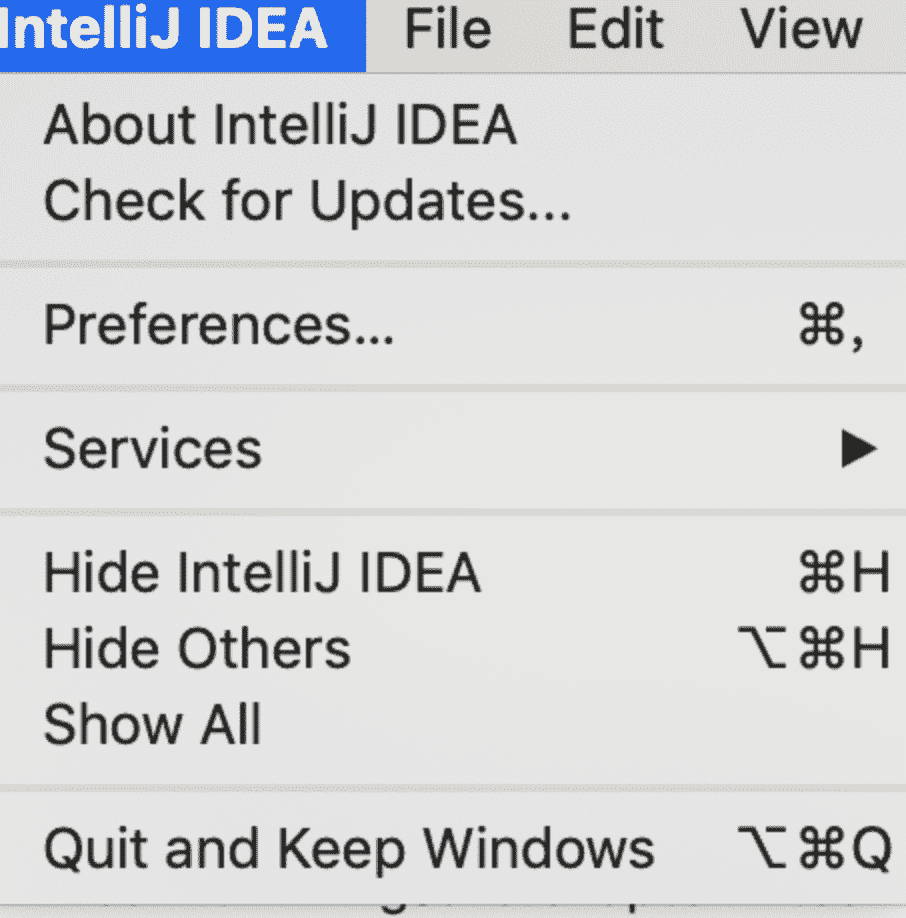 IntelliJ IDEA File Edit View
About IntelliJ IDEA
Check for Updates...
Preferences... ⌘,
Services ▶
Hide IntelliJ IDEA ⌘H
Hide Others ⌥⌘H
Show All
Quit and Keep Windows ⌥⌘Q